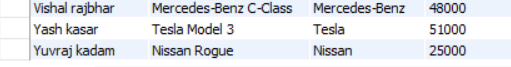 Vishal rajbhar Mercedes-Benz C-Class Mercedes-Benz 48000
Yash kasar Tesla Model 3 Tesla 51000
Yuvraj kadam Nissan Rogue Nissan 25000